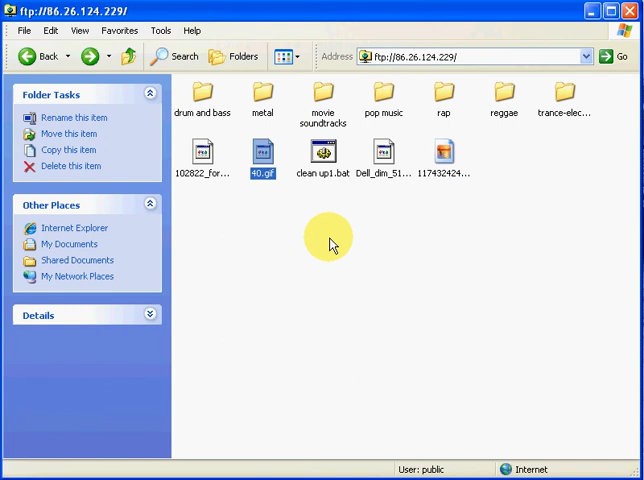 ftp://86.26.124.229/
File Edit View Favorites Tools Help
Back Search Folders Address ftp://86.26.124.229/ Go
Folder Tasks
Rename this item
Move this item
Copy this item
Delete this item
Other Places
Internet Explorer
My Documents
Shared Documents
My Network Places
Details
drum and bass metal movie soundtracks pop music rap reggae trance-elec...
102822_for... 40.gif clean up1.bat Dell_dim_51... 117432424...
User: public Internet